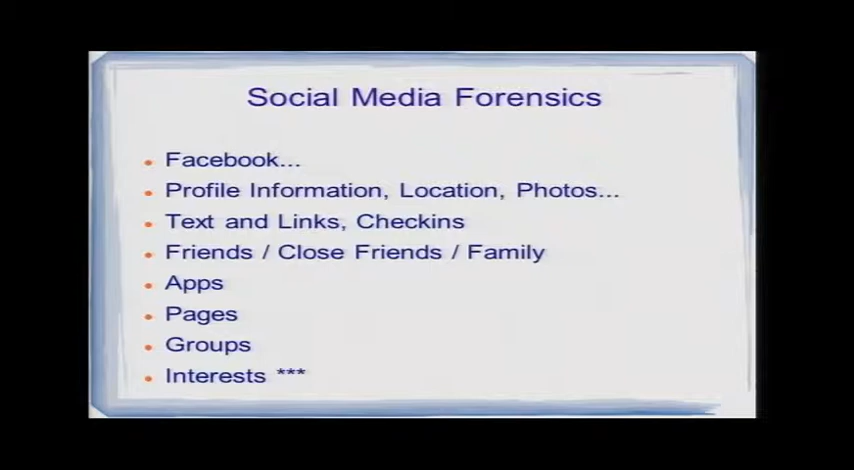 Social Media Forensics
Facebook...
Profile Information, Location, Photos...
Text and Links, Checkins
Friends / Close Friends / Family
Apps
Pages
Groups
Interests ***